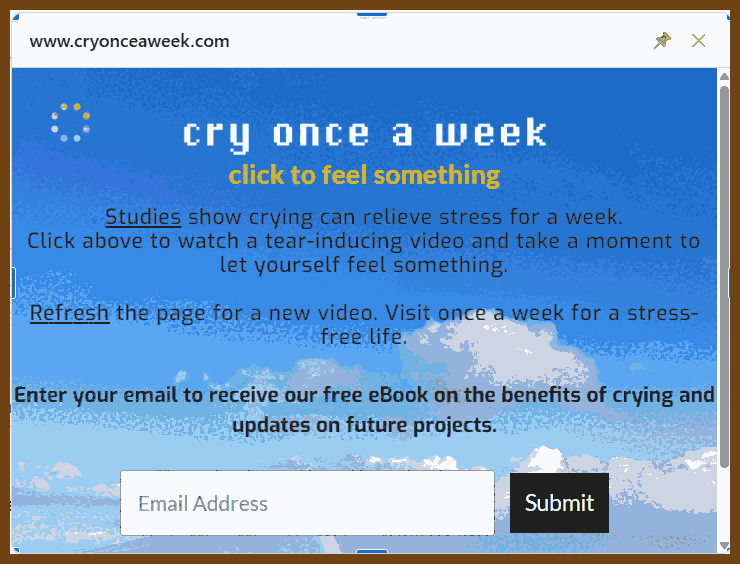 www.cryonceaweek.com
cry once a week
click to feel something
Studies show crying can relieve stress for a week.
Click above to watch a tear-inducing video and take a moment to
let yourself feel something.
Refresh the page for a new video. Visit once a week for a stress-
free life.
Enter your email to receive our free eBook on the benefits of crying and
updates on future projects.
Email Address
Submit